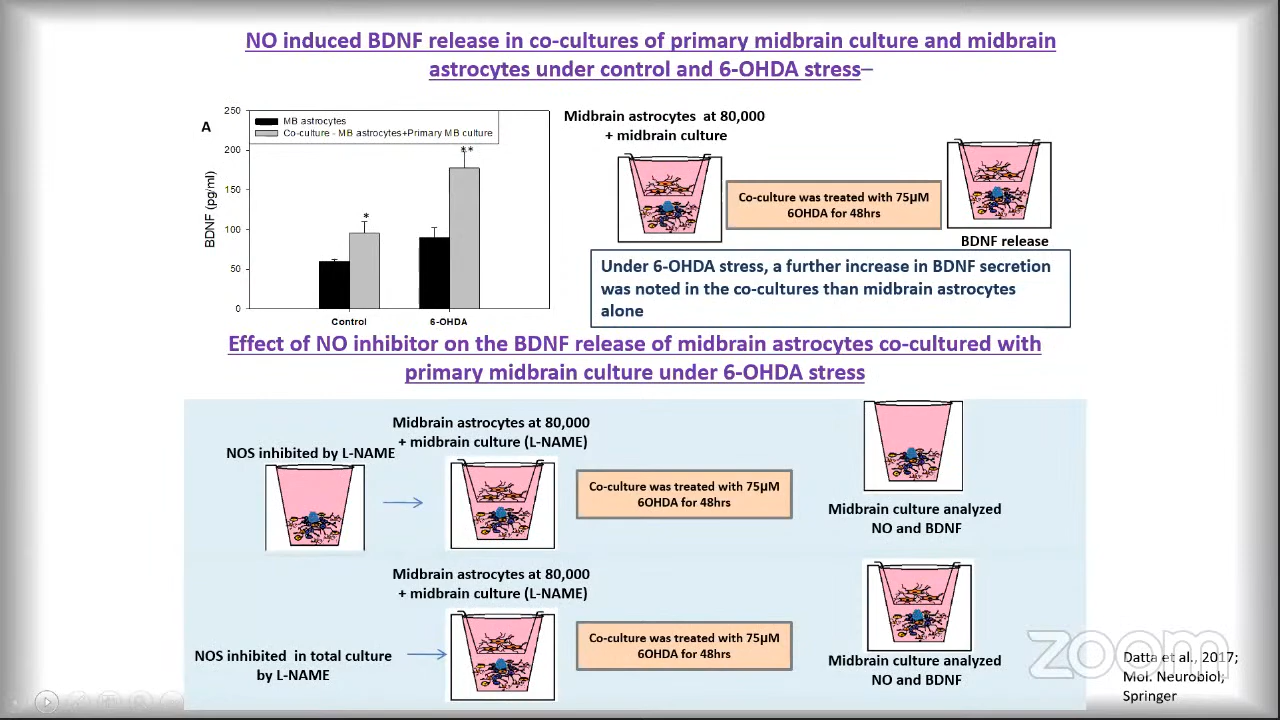 NO induced BDNF release in co-cultures of primary midbrain culture and midbrain
astrocytes under control and 6-OHDA stress–
A
BDNF (pg/ml)
250
200
150
100
50
0
MB astrocytes
Co-culture - MB astrocytes+Primary MB culture
*
**
Control
6-OHDA
Midbrain astrocytes at 80,000
+ midbrain culture
Co-culture was treated with 75µM
6OHDA for 48hrs
BDNF release
Under 6-OHDA stress, a further increase in BDNF secretion
was noted in the co-cultures than midbrain astrocytes
alone
Effect of NO inhibitor on the BDNF release of midbrain astrocytes co-cultured with
primary midbrain culture under 6-OHDA stress
NOS inhibited by L-NAME
Midbrain astrocytes at 80,000
+ midbrain culture (L-NAME)
Co-culture was treated with 75µM
6OHDA for 48hrs
Midbrain culture analyzed
NO and BDNF
NOS inhibited in total culture
by L-NAME
Midbrain astrocytes at 80,000
+ midbrain culture (L-NAME)
Co-culture was treated with 75µM
6OHDA for 48hrs
Midbrain culture analyzed
NO and BDNF
zoom
Datta et al., 2017;
Mol. Neurobiol;
Springer